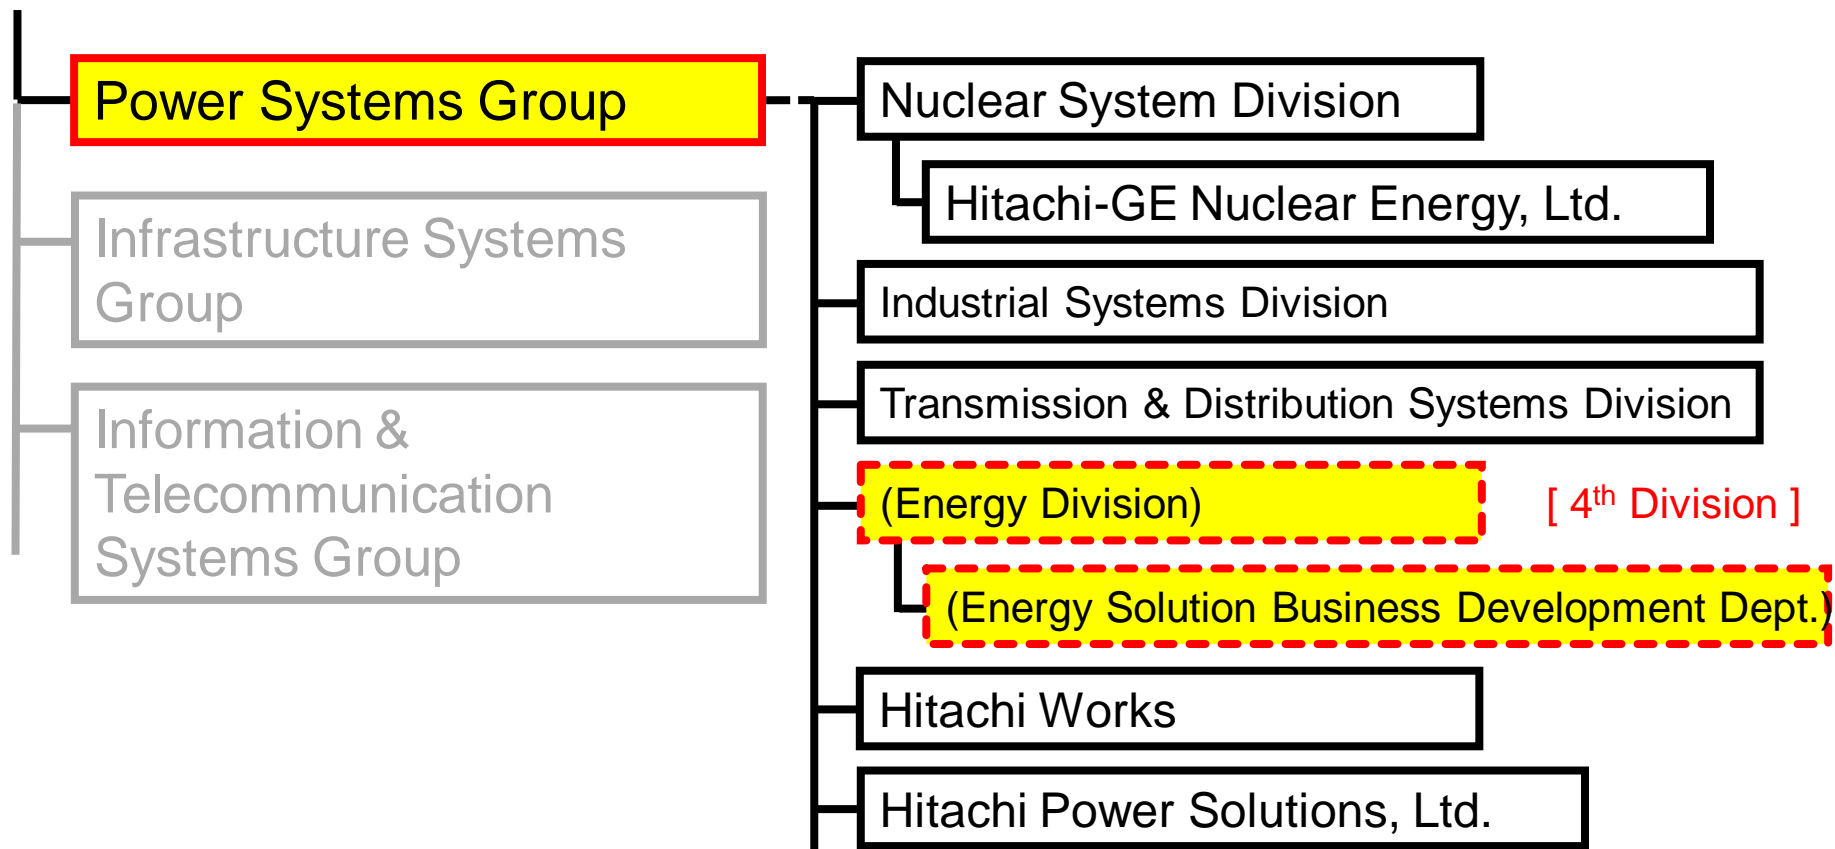 Power Systems Group
Infrastructure Systems
Group
Information &
Telecommunication
Systems Group
Nuclear System Division
Hitachi-GE Nuclear Energy, Ltd.
Industrial Systems Division
Transmission & Distribution Systems Division
(Energy Division)
[ 4th Division ]
(Energy Solution Business Development Dept.)
Hitachi Works
Hitachi Power Solutions, Ltd.